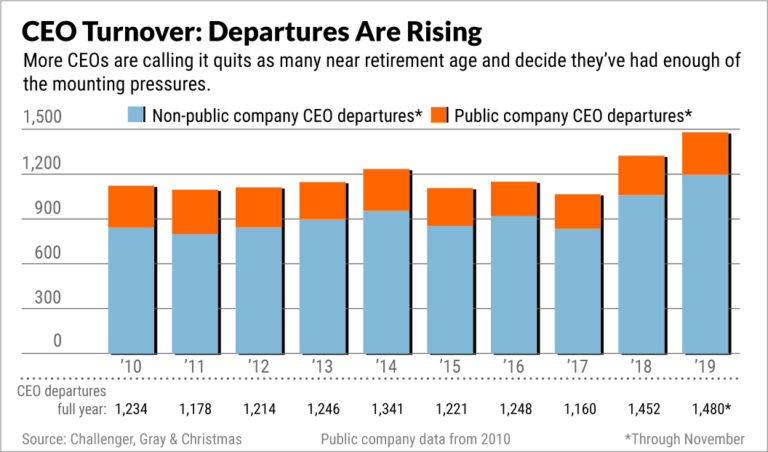 CEO Turnover: Departures Are Rising
More CEOs are calling it quits as many near retirement age and decide they’ve had enough of
the mounting pressures.
Non-public company CEO departures* Public company CEO departures*
1,500
1,200
900
600
300
0
’10 ’11 ’12 ’13 ’14 ’15 ’16 ’17 ’18 ’19
CEO departures
full year: 1,234 1,178 1,214 1,246 1,341 1,221 1,248 1,160 1,452 1,480*
Source: Challenger, Gray & Christmas Public company data from 2010 *Through November